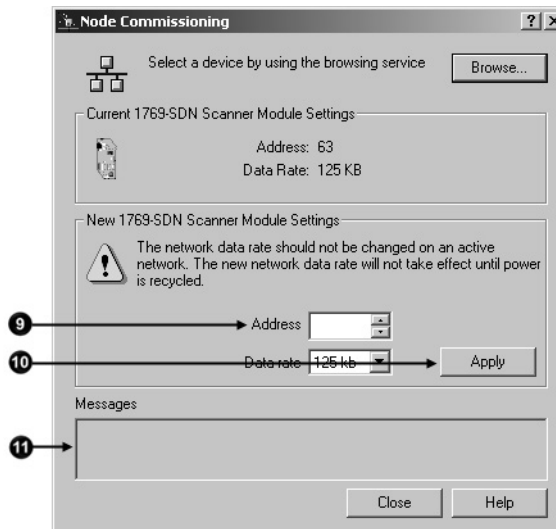 Node Commissioning
Select a device by using the browsing service
Browse...
Current 1769-SDN Scanner Module Settings
Address: 63
Data Rate: 125 KB
New 1769-SDN Scanner Module Settings
The network data rate should not be changed on an active
network. The new network data rate will not take effect until power
is recycled.
9
Address
10
Data rate
125 kb
Apply
Messages
11
Close
Help